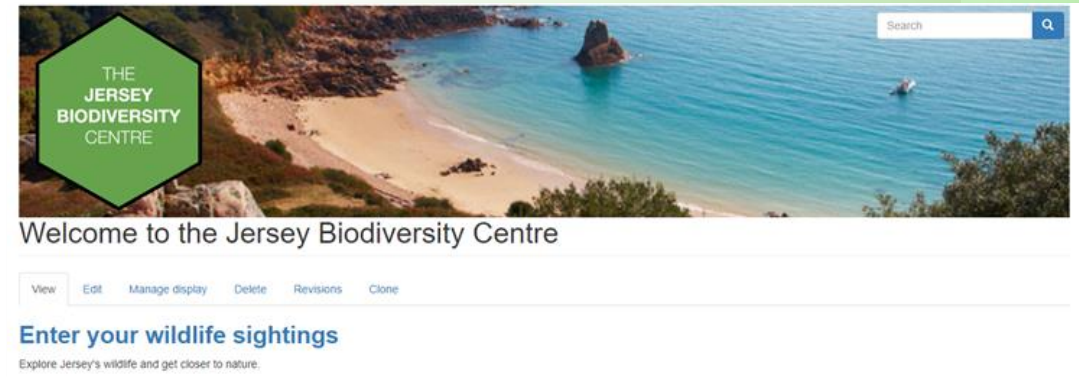 Search
THE
JERSEY
BIODIVERSITY
CENTRE
Welcome to the Jersey Biodiversity Centre
View Edit Manage display Delete Revisions Clone
Enter your wildlife sightings
Explore Jersey's wildlife and get closer to nature.